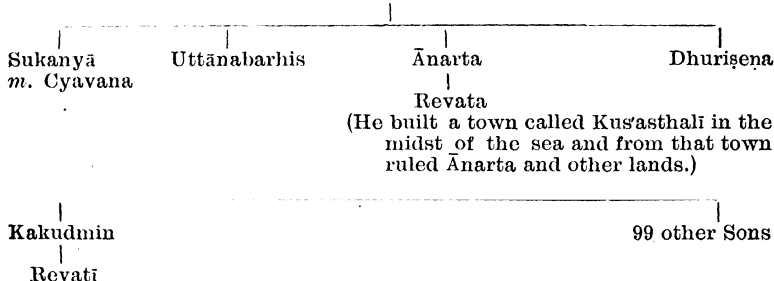 Sukanyā Uttānabarhis Ānarta Dhuriṣeṇa
m. Cyavana
Revata
(He built a town called Kus'asthalī in the
midst of the sea and from that town
ruled Ānarta and other lands.)
Kakudmin 99 other Sons
Revatī